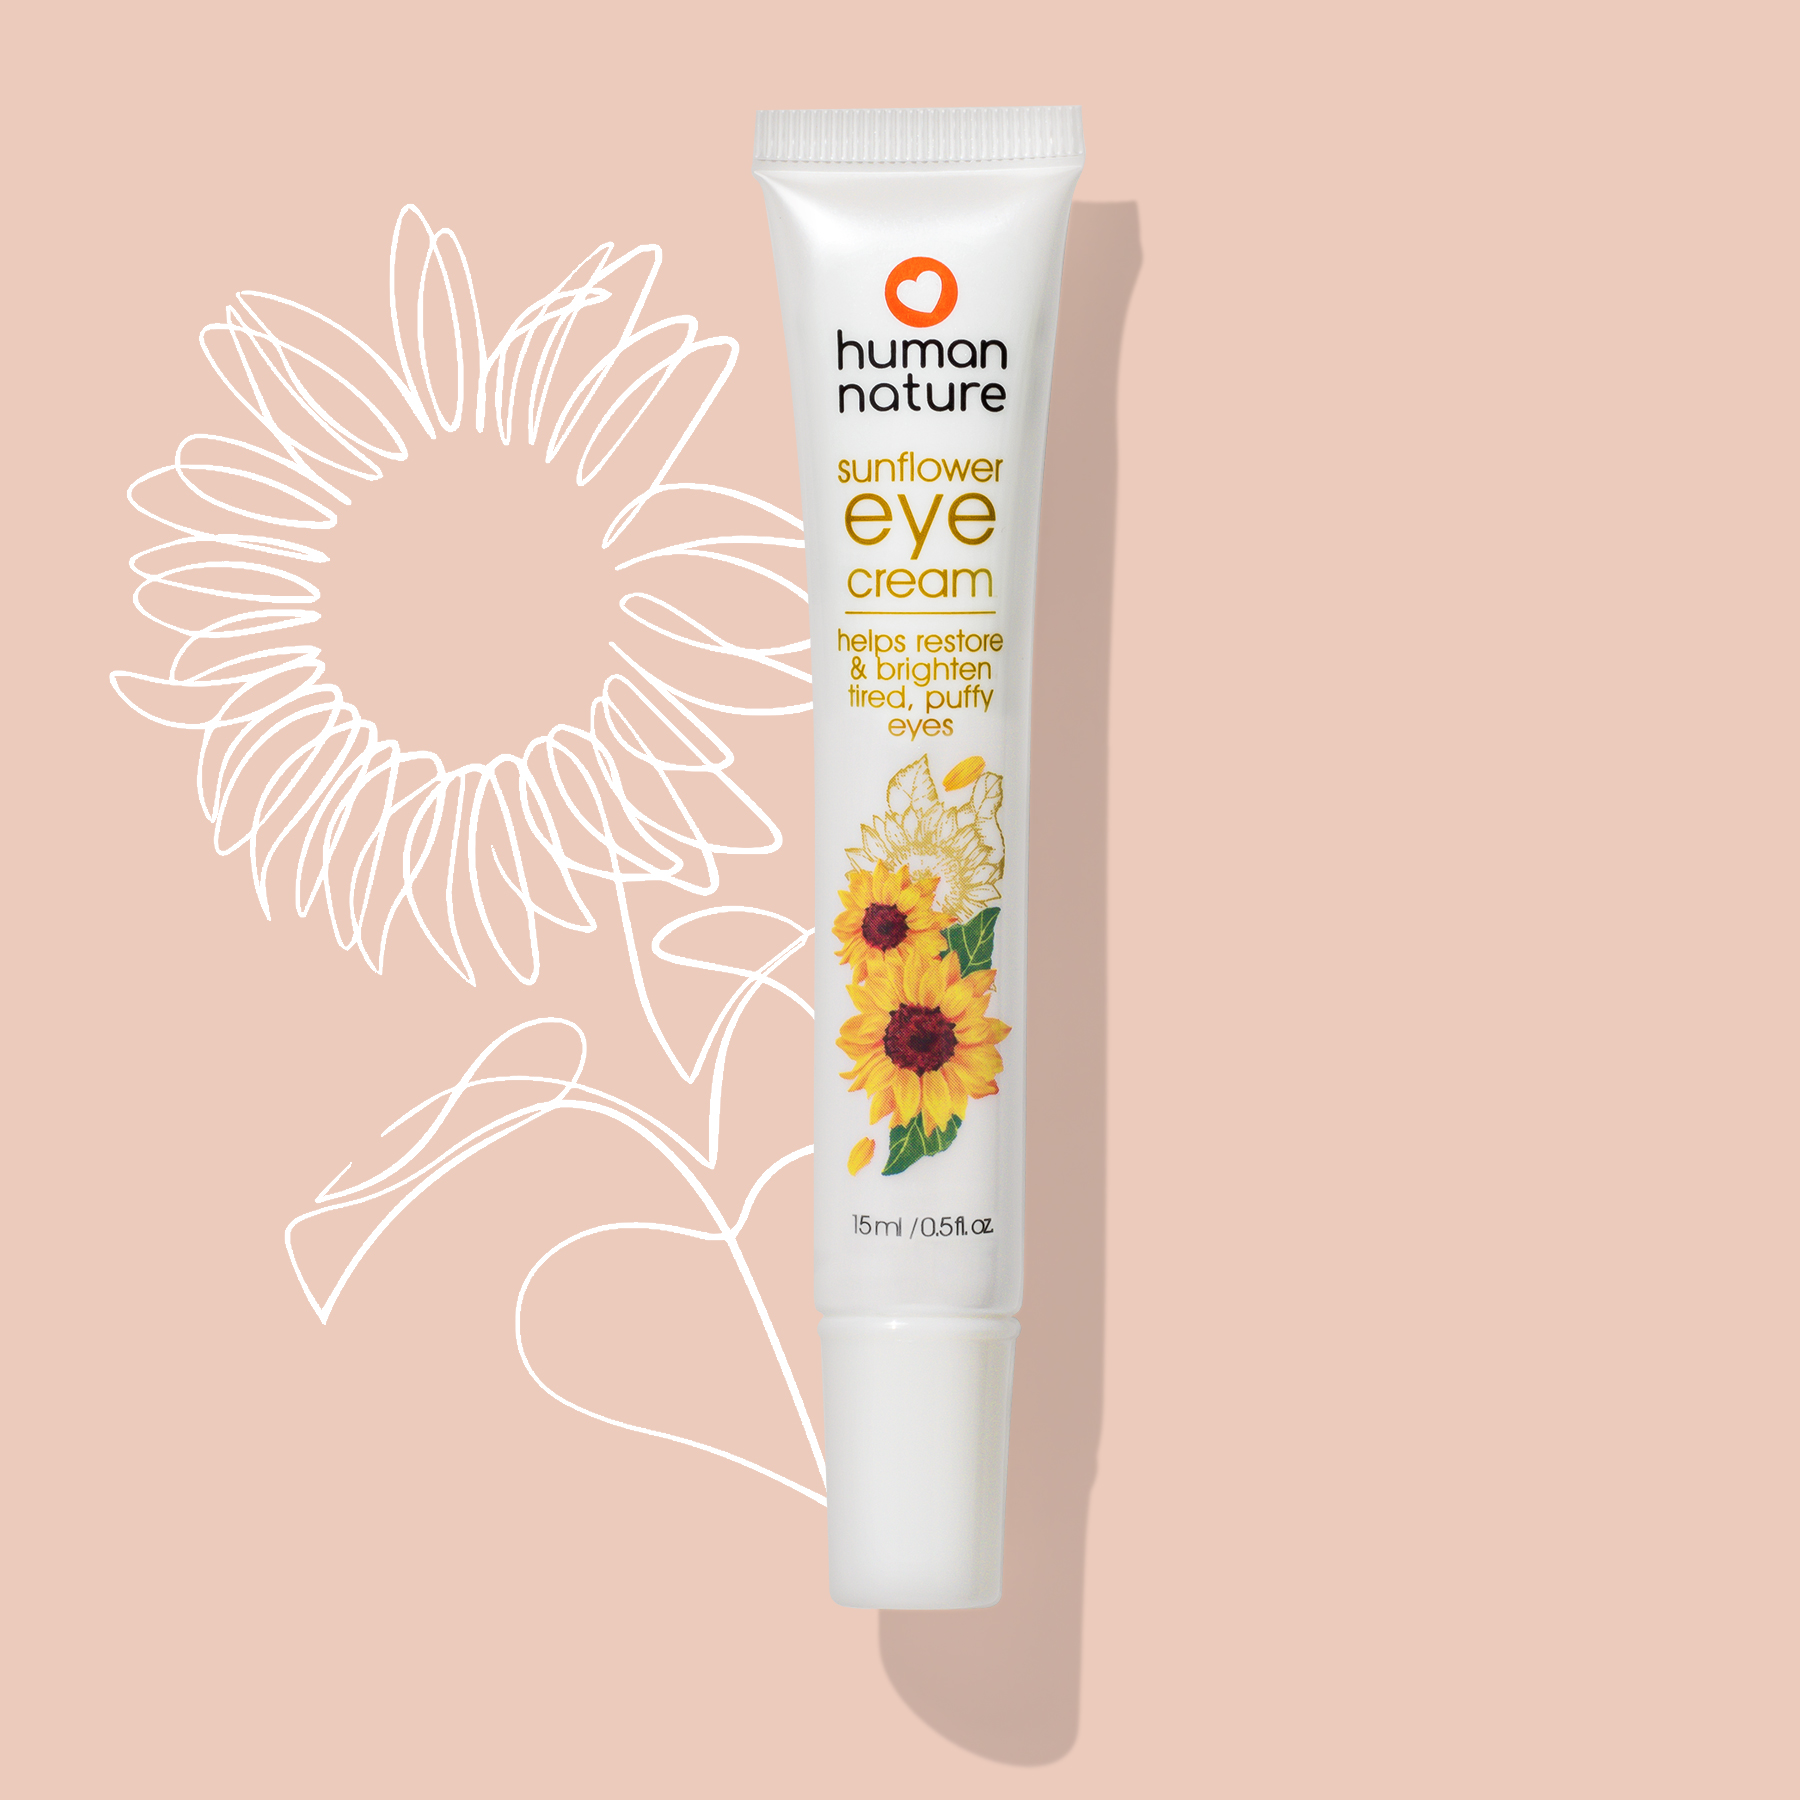 human
nature
sunflower
eye
cream
helps restore
& brighten
tired, puffy
eyes
15ml / 0.5fl. oz